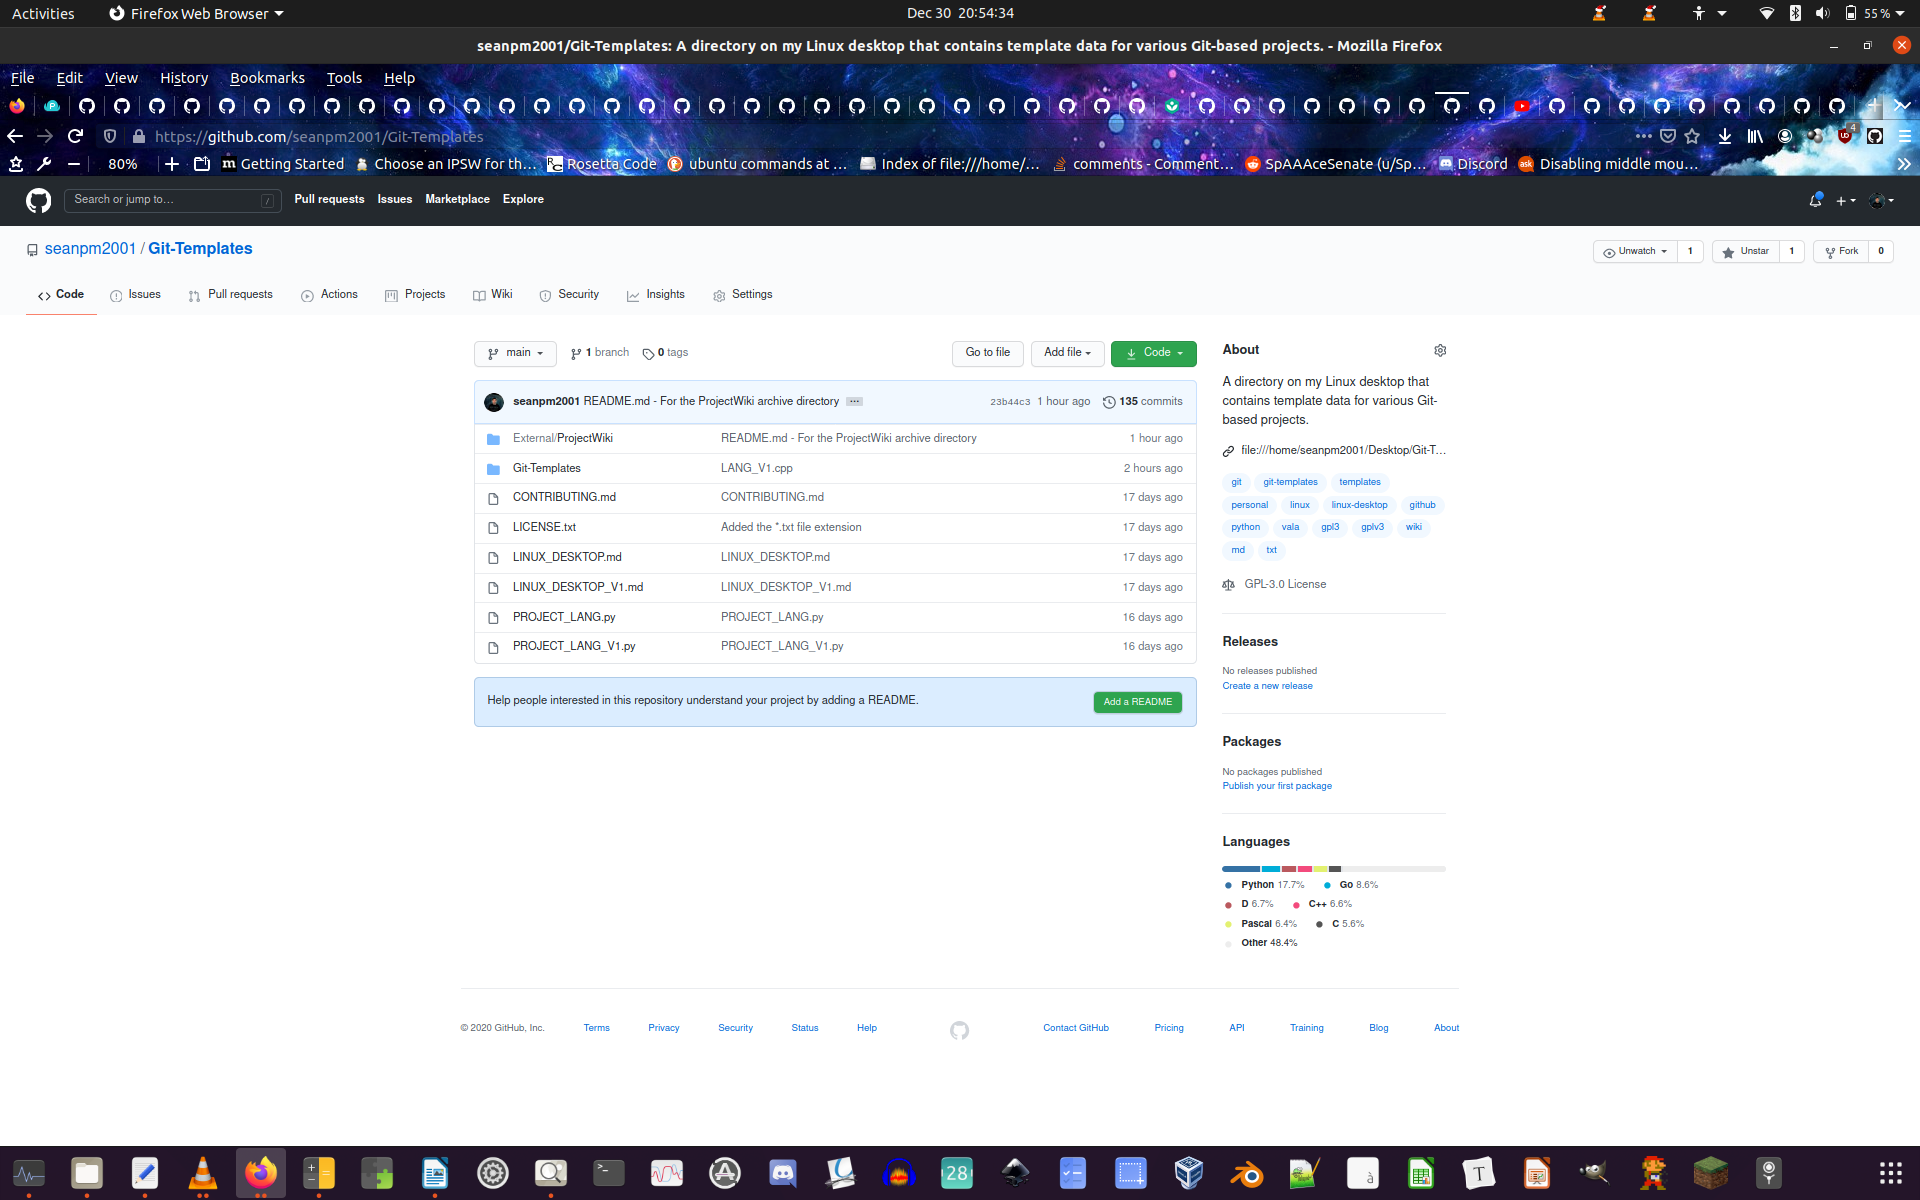 Activities Firefox Web Browser Dec 30 20:54:34 55 %
seanpm2001/Git-Templates: A directory on my Linux desktop that contains template data for various Git-based projects. - Mozilla Firefox
File Edit View History Bookmarks Tools Help
https://github.com/seanpm2001/Git-Templates 4
80% Getting Started Choose an IPSW for th… Rosetta Code ubuntu commands at … Index of file:///home/… comments - Comment… SpAAAceSenate (u/Sp… Discord Disabling middle mou…
Search or jump to… / Pull requests Issues Marketplace Explore
seanpm2001 / Git-Templates Unwatch 1 Unstar 1 Fork 0
Code Issues Pull requests Actions Projects Wiki Security Insights Settings
main 1 branch 0 tags Go to file Add file Code
seanpm2001 README.md - For the ProjectWiki archive directory 23b44c3 1 hour ago 135 commits
External/ProjectWiki README.md - For the ProjectWiki archive directory 1 hour ago
Git-Templates LANG_V1.cpp 2 hours ago
CONTRIBUTING.md CONTRIBUTING.md 17 days ago
LICENSE.txt Added the *.txt file extension 17 days ago
LINUX_DESKTOP.md LINUX_DESKTOP.md 17 days ago
LINUX_DESKTOP_V1.md LINUX_DESKTOP_V1.md 17 days ago
PROJECT_LANG.py PROJECT_LANG.py 16 days ago
PROJECT_LANG_V1.py PROJECT_LANG_V1.py 16 days ago
Help people interested in this repository understand your project by adding a README. Add a README
About
A directory on my Linux desktop that
contains template data for various Git-
based projects.
file:///home/seanpm2001/Desktop/Git-T…
git git-templates templates
personal linux linux-desktop github
python vala gpl3 gplv3 wiki
md txt
GPL-3.0 License
Releases
No releases published
Create a new release
Packages
No packages published
Publish your first package
Languages
Python 17.7% Go 8.6%
D 6.7% C++ 6.6%
Pascal 6.4% C 5.6%
Other 48.4%
© 2020 GitHub, Inc. Terms Privacy Security Status Help Contact GitHub Pricing API Training Blog About
28